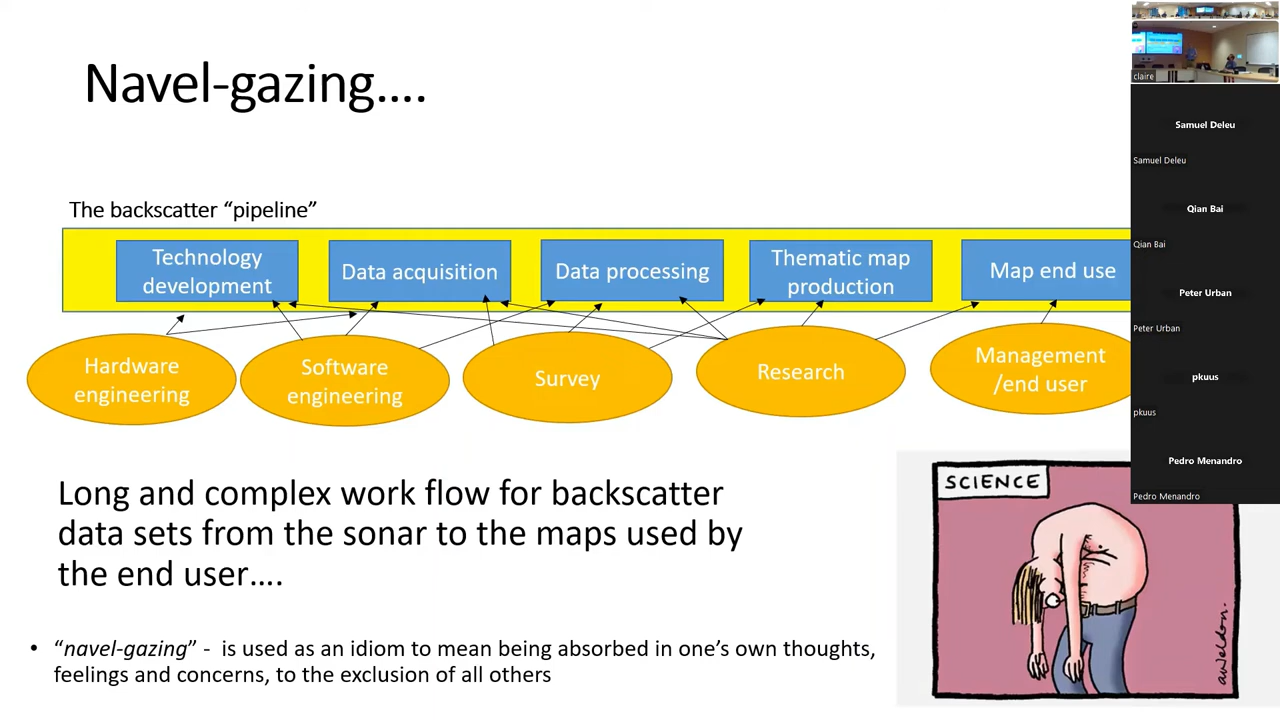 Navel-gazing….
The backscatter “pipeline”
Technology
development
Data acquisition
Data processing
Thematic map
production
Map end use
Hardware
engineering
Software
engineering
Survey
Research
Management
/end user
Long and complex work flow for backscatter
data sets from the sonar to the maps used by
the end user….
• “navel-gazing” -  is used as an idiom to mean being absorbed in one’s own thoughts,
feelings and concerns, to the exclusion of all others
SCIENCE
aWeldon.
claire
Samuel Deleu
Samuel Deleu
Qian Bai
Qian Bai
Peter Urban
Peter Urban
pkuus
pkuus
Pedro Menandro
Pedro Menandro